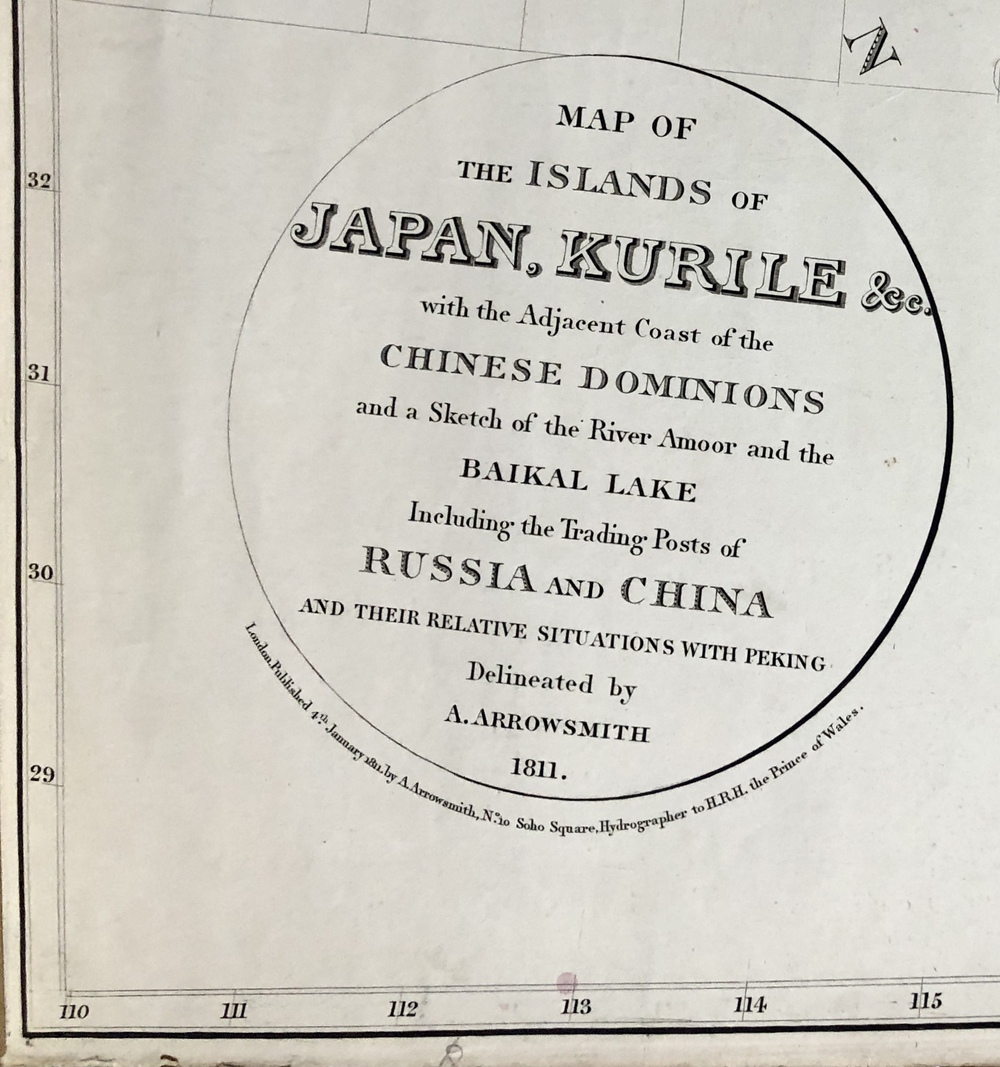 N
MAP OF
THE ISLANDS OF
JAPAN, KURILE &c.
with the Adjacent Coast of the
CHINESE DOMINIONS
and a Sketch of the River Amoor and the
BAIKAL LAKE
Including the Trading Posts of
RUSSIA AND CHINA
AND THEIR RELATIVE SITUATIONS WITH PEKING
Delineated by
A. ARROWSMITH
1811.
London, Published 4th January 1811. by A. Arrowsmith, No. 10 Soho Square, Hydrographer to H.R.H. the Prince of Wales.
32
31
30
29
110 111 112 113 114 115